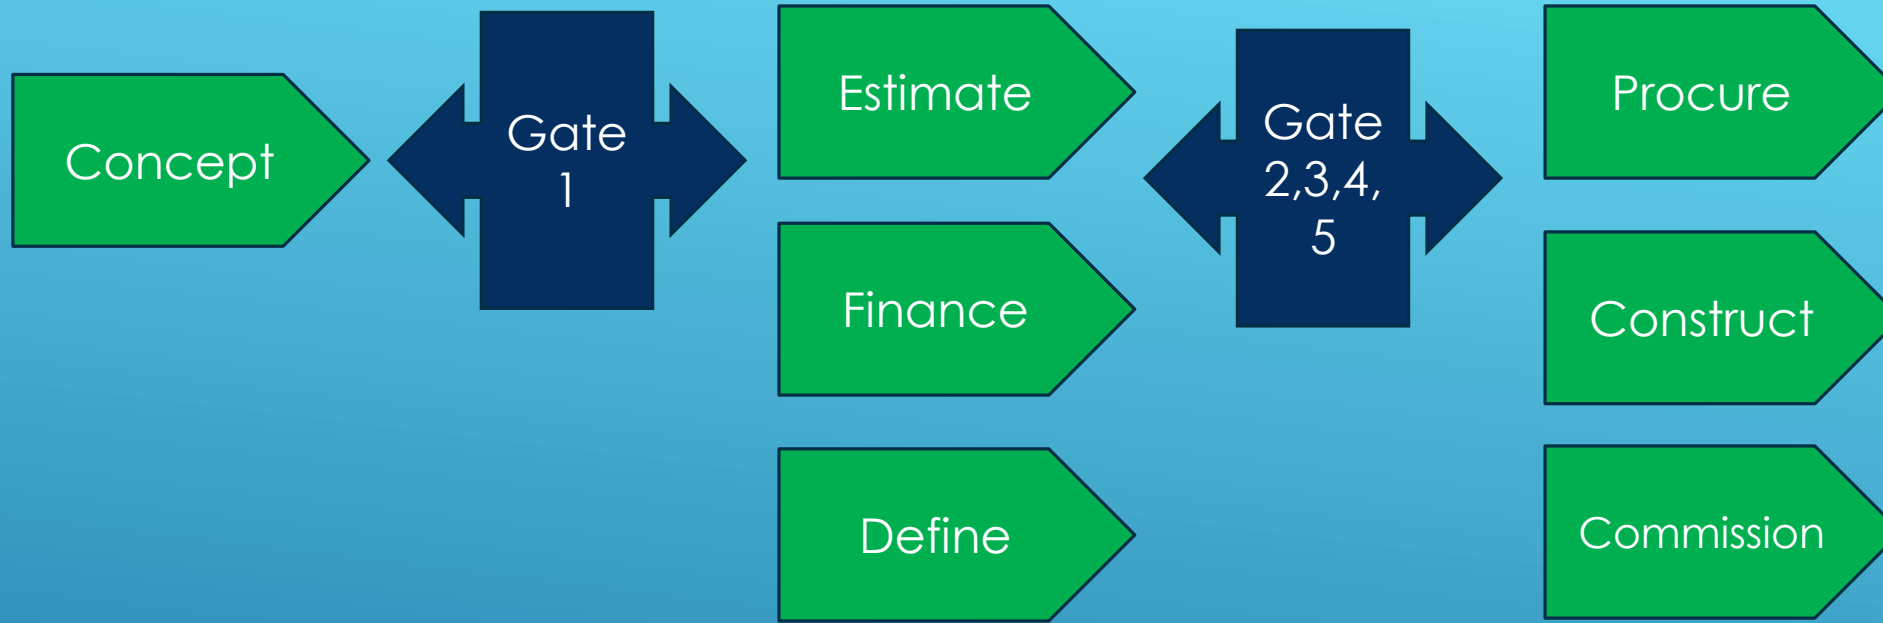 Concept
Gate
1
Estimate
Finance
Define
Gate
2,3,4,
5
Procure
Construct
Commission